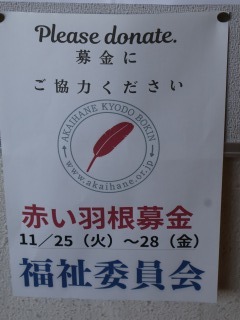 Please donate.
募金に
ご協力ください
AKAIHANE KYODO BOKIN
www.akaihane.or.jp
赤い羽根募金
11／25（火）～28（金）
福祉委員会